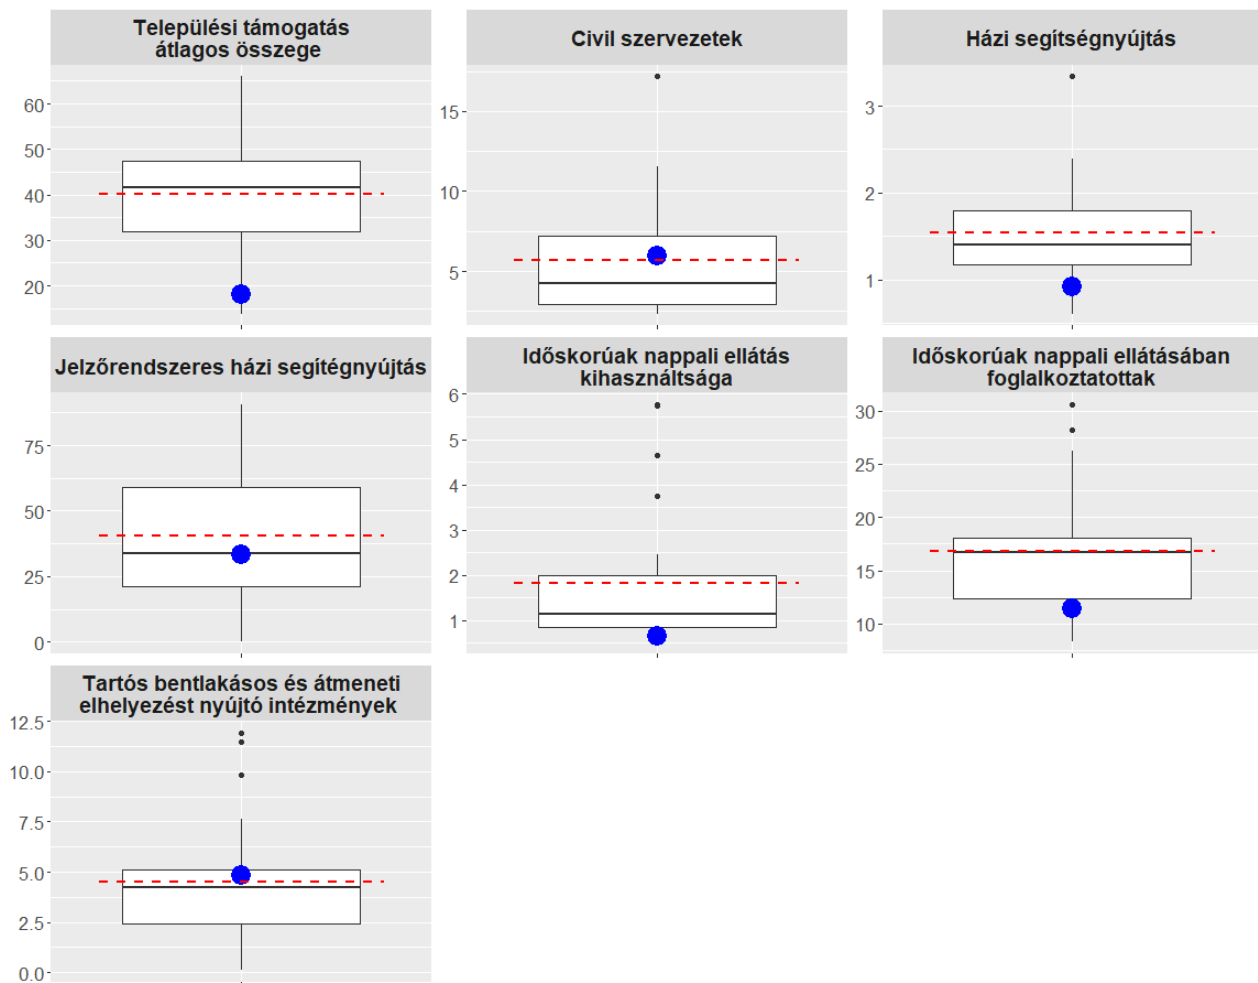 Települési támogatás
átlagos összege
Civil szervezetek
Házi segítségnyújtás
60
50
40
30
20
15
10
5
3
2
1
Jelzőrendszeres házi segítégnyújtás
Időskorúak nappali ellátás
kihasználtsága
Időskorúak nappali ellátásában
foglalkoztatottak
75
50
25
0
6
5
4
3
2
1
30
25
20
15
10
Tartós bentlakásos és átmeneti
elhelyezést nyújtó intézmények
12.5
10.0
7.5
5.0
2.5
0.0